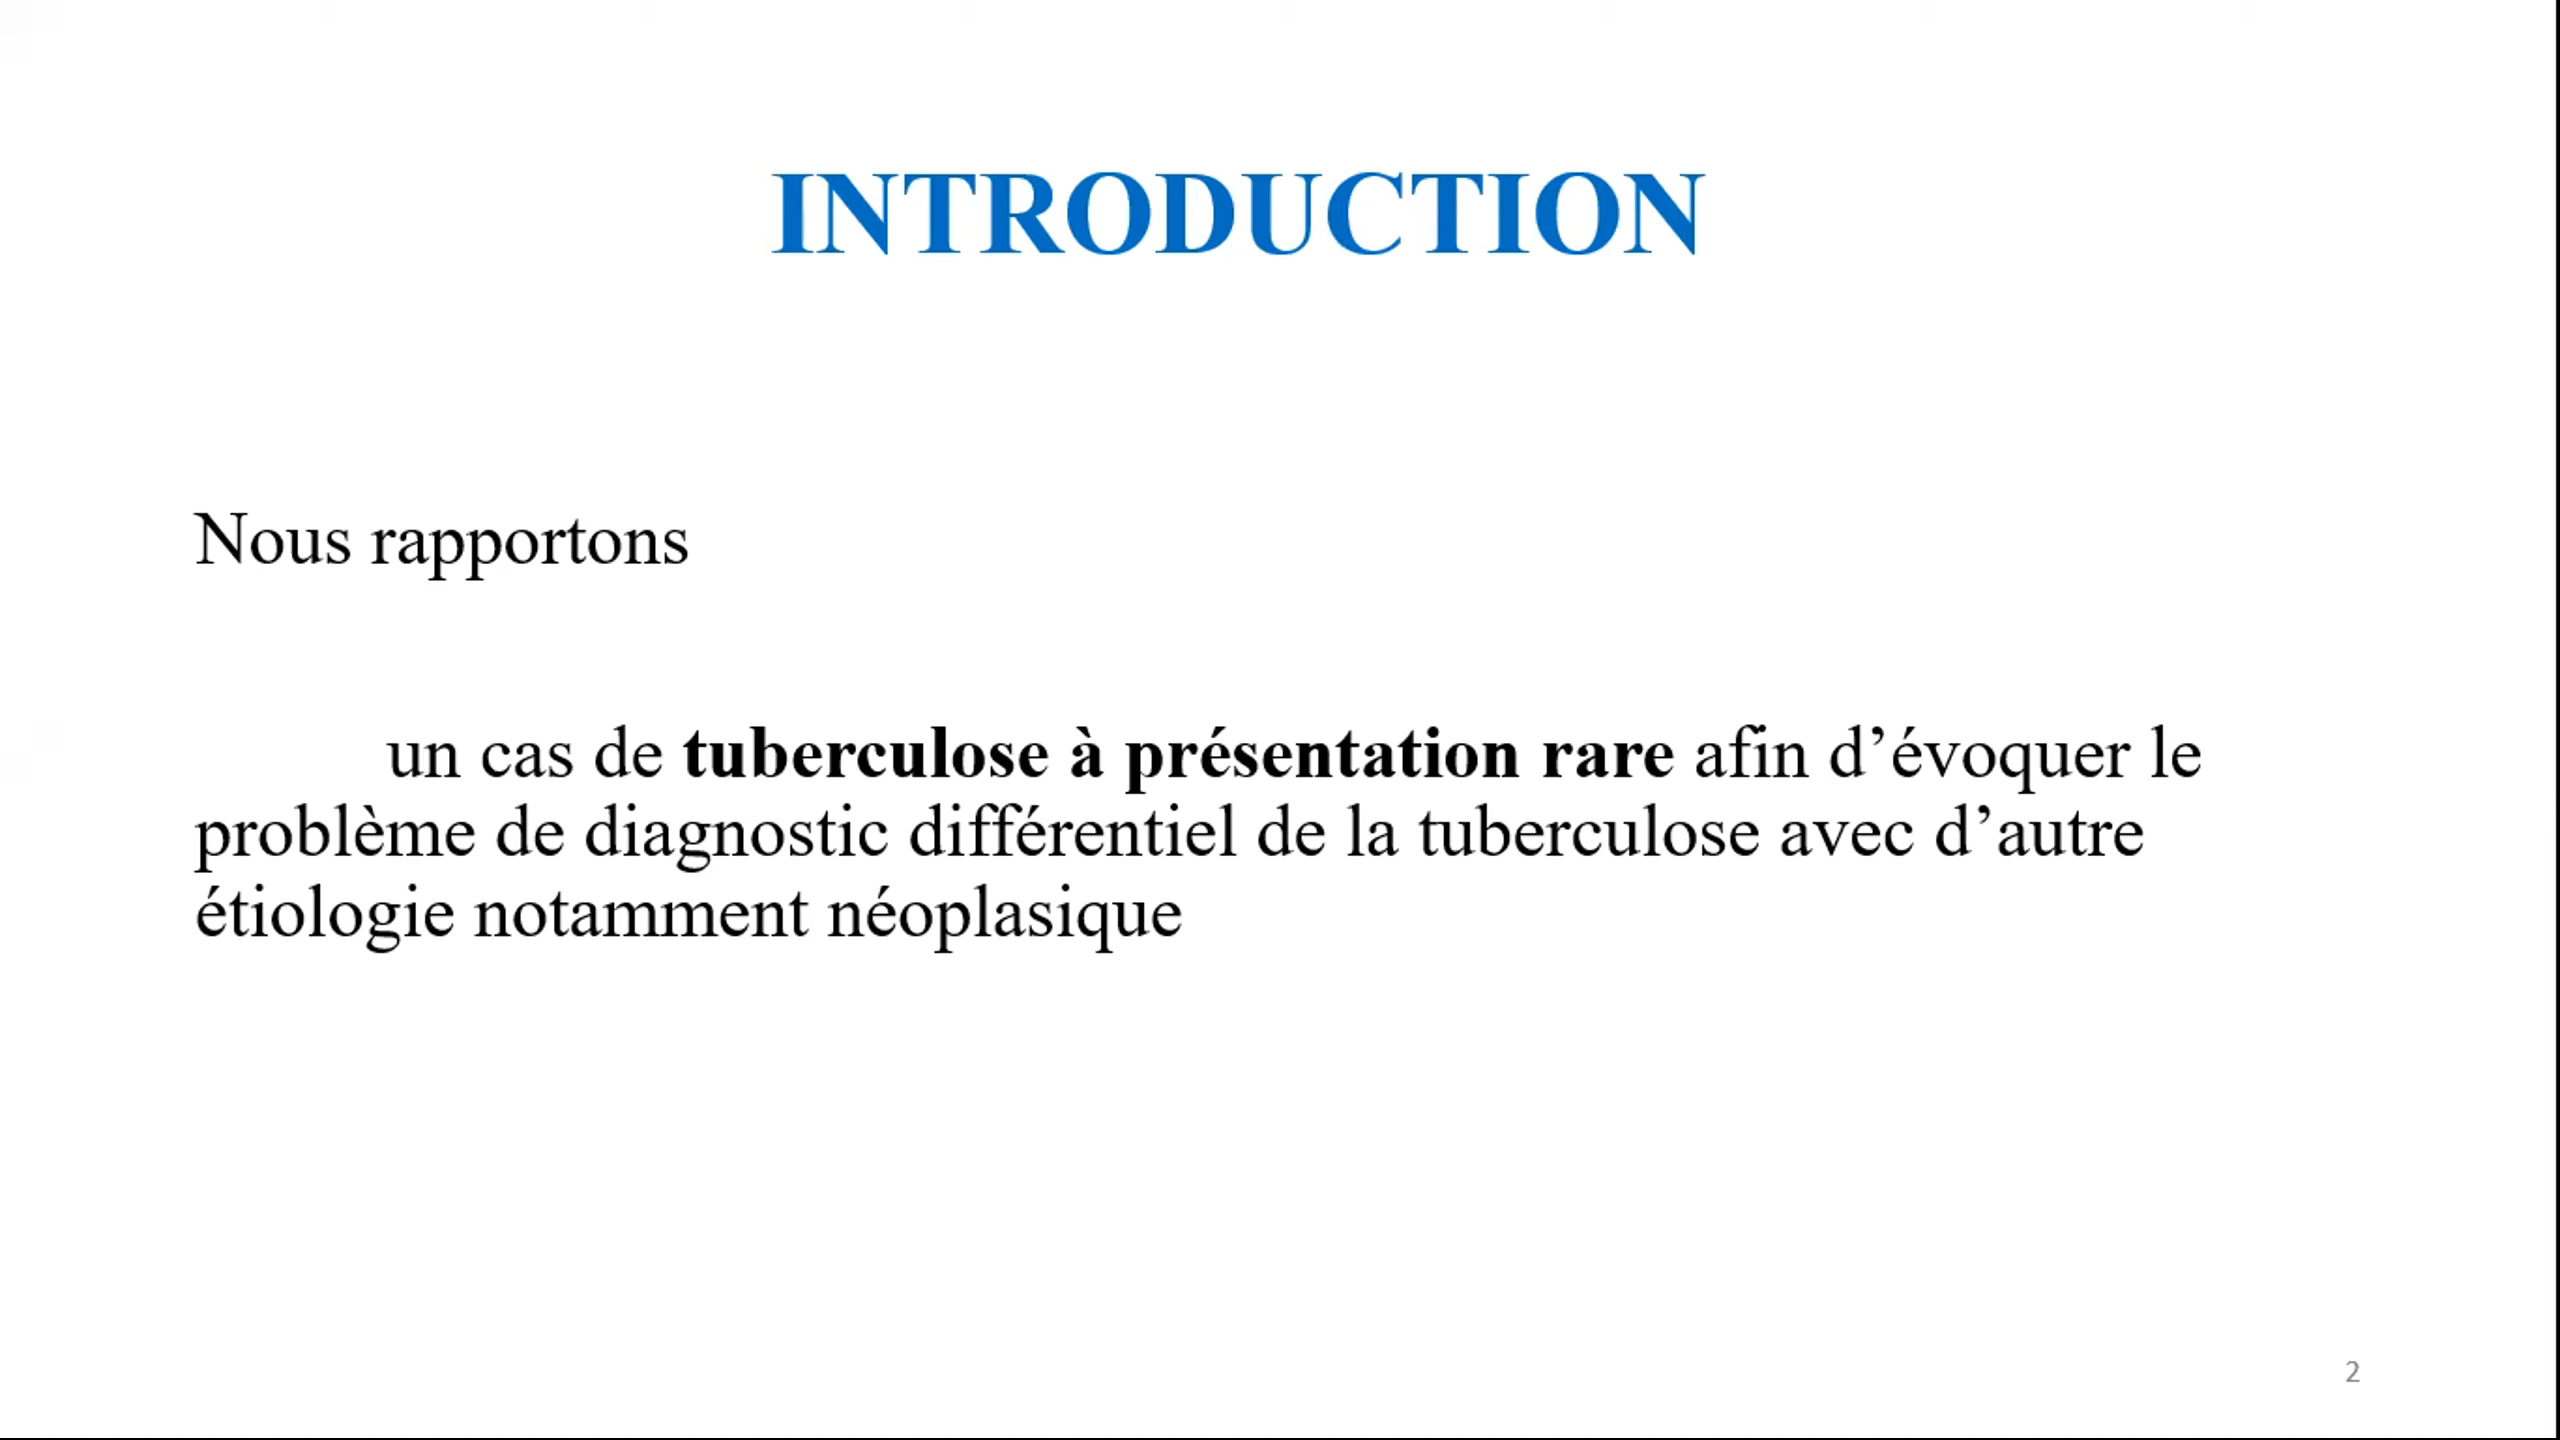 INTRODUCTION
Nous rapportons
un cas de tuberculose à présentation rare afin d’évoquer le
problème de diagnostic différentiel de la tuberculose avec d’autre
étiologie notamment néoplasique
2